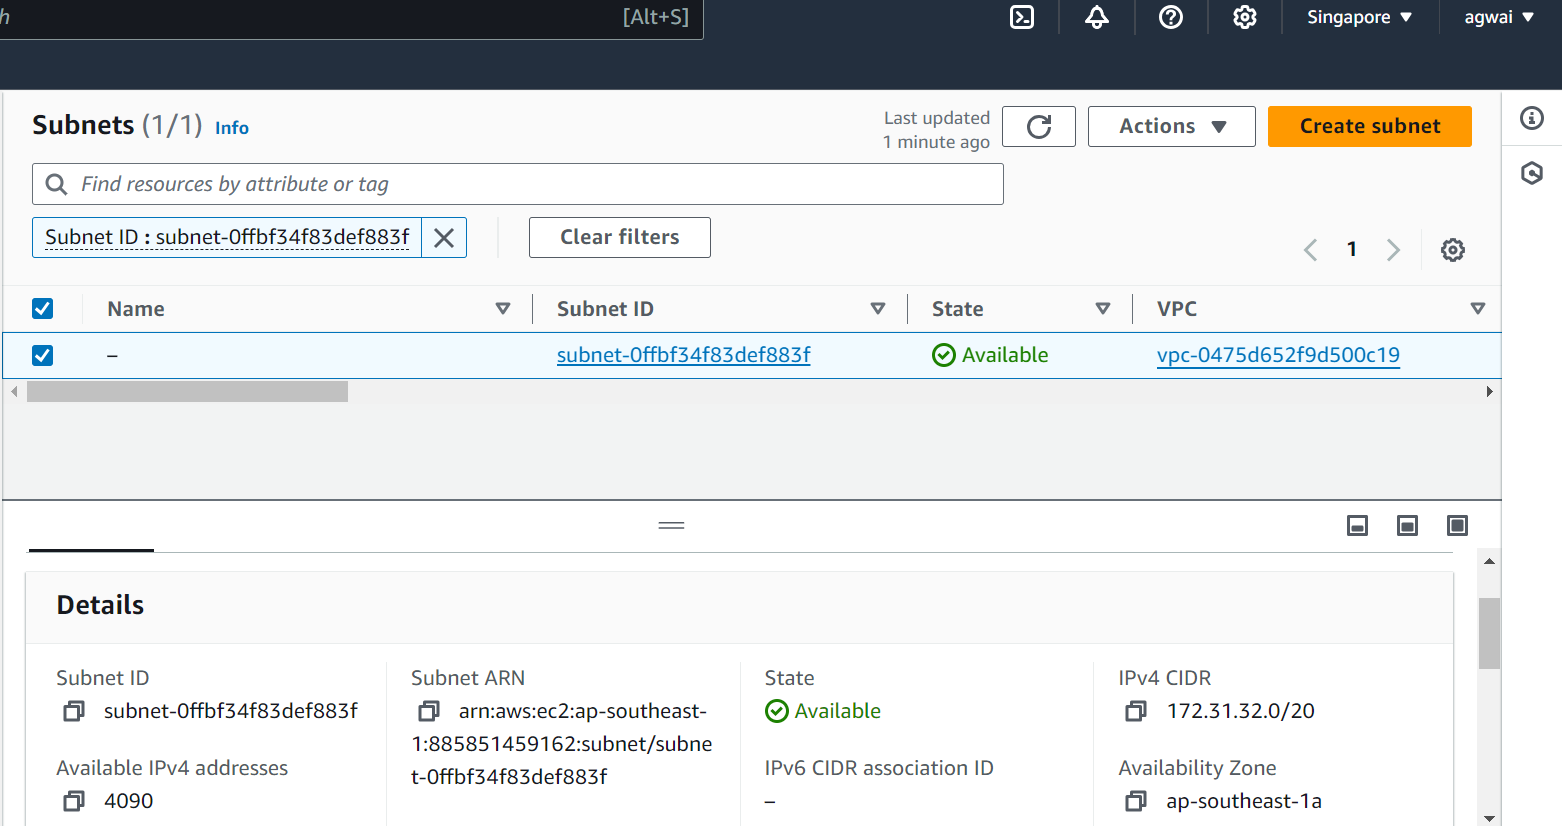 [Alt+S]
Singapore
agwai
Subnets (1/1) Info
Last updated
1 minute ago
Actions
Create subnet
Find resources by attribute or tag
Subnet ID : subnet-0ffbf34f83def883f
Clear filters
1
Name
Subnet ID
State
VPC
–
subnet-0ffbf34f83def883f
Available
vpc-0475d652f9d500c19
Details
Subnet ID
subnet-0ffbf34f83def883f
Available IPv4 addresses
4090
Subnet ARN
arn:aws:ec2:ap-southeast-
1:885851459162:subnet/subne
t-0ffbf34f83def883f
State
Available
IPv6 CIDR association ID
–
IPv4 CIDR
172.31.32.0/20
Availability Zone
ap-southeast-1a